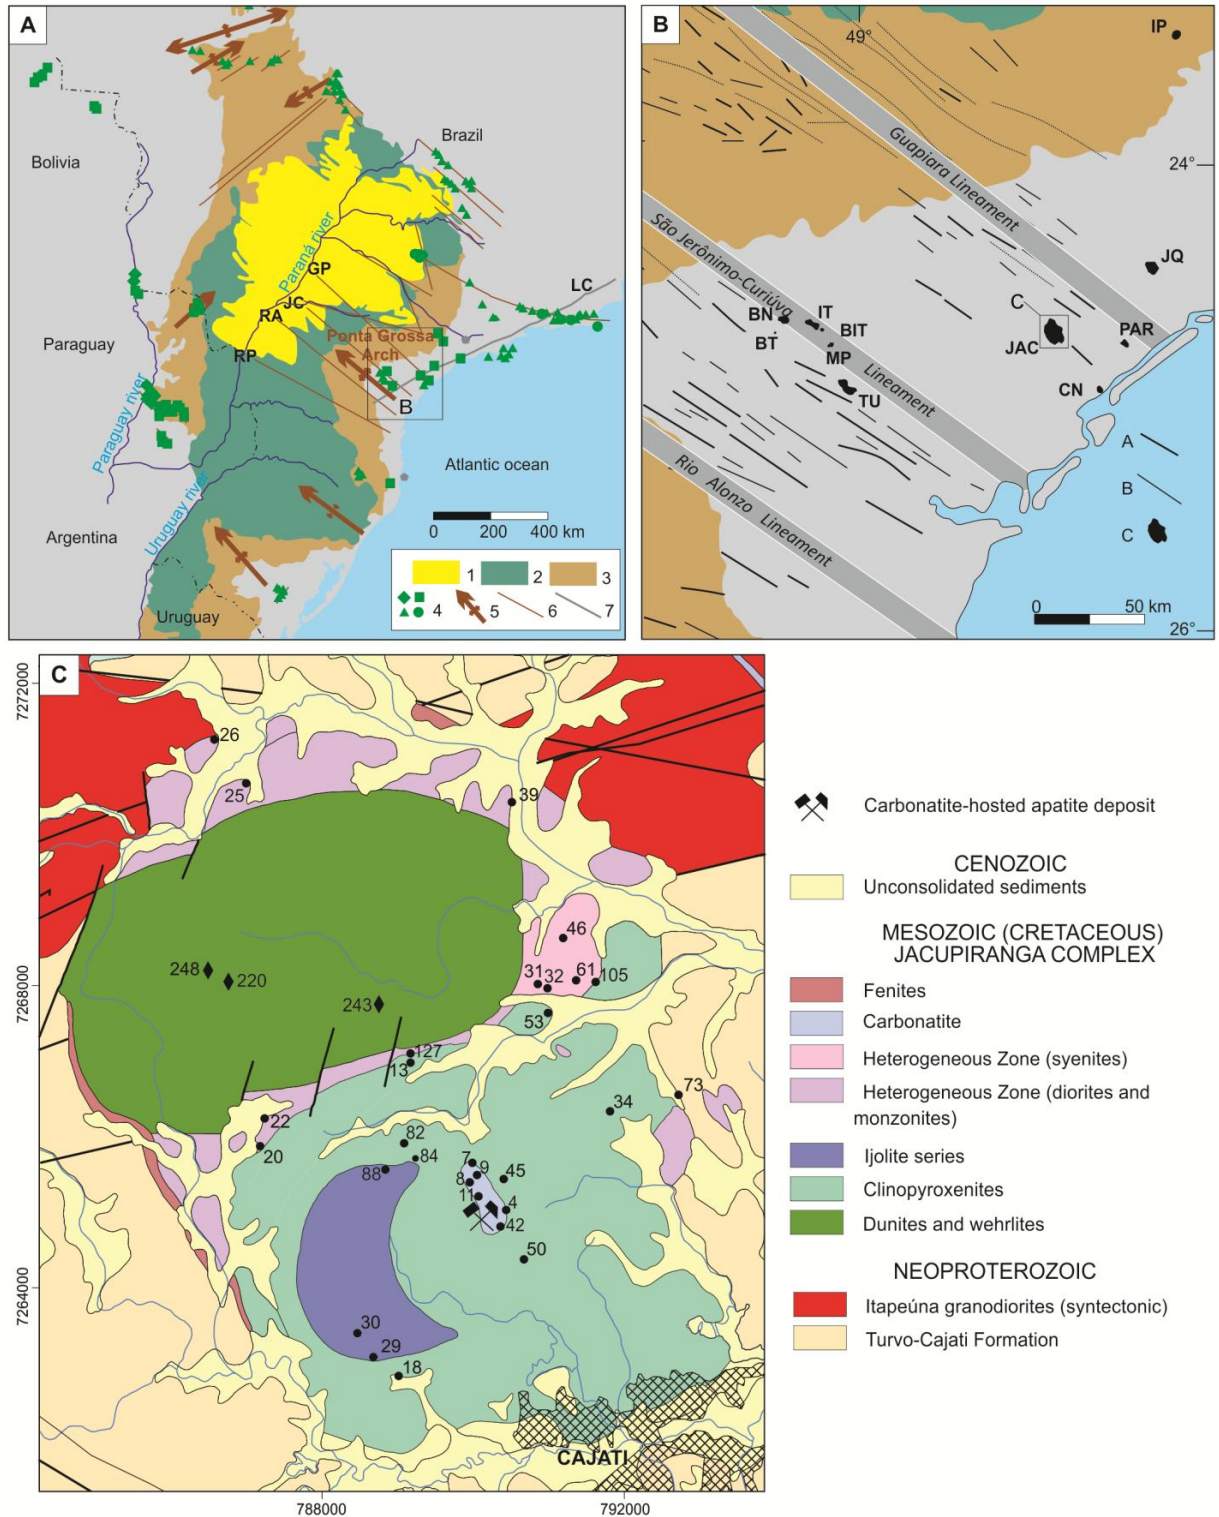 A
Bolivia
Brazil
Paraná river
GP
JC
RA
RP
LC
Ponta Grossa
Arch
B
Paraguay
Paraguay river
Uruguay river
Argentina
Atlantic ocean
Uruguay
0 200 400
km
1 2 3
4 5 6 7
B
49°
IP
24°
Guapiara Lineament
São Jerônimo-Curiúva Lineament
Rio Alonzo Lineament
JQ
C
JAC
PAR
CN
BN
IT
BIT
BT
MP
TU
A
B
C
0 50 km
26°
C
7272000
7268000
7264000
788000
792000
26
25
39
46
31
32
61
105
53
248
220
243
127
13
22
20
34
73
82
84
88
7
9
8
45
11
4
42
50
30
29
18
CAJATI
Carbonatite-hosted apatite deposit
CENOZOIC
Unconsolidated sediments
MESOZOIC (CRETACEOUS)
JACUPIRANGA COMPLEX
Fenites
Carbonatite
Heterogeneous Zone (syenites)
Heterogeneous Zone (diorites and
monzonites)
Ijolite series
Clinopyroxenites
Dunites and wehrlites
NEOPROTEROZOIC
Itapeúna granodiorites (syntectonic)
Turvo-Cajati Formation